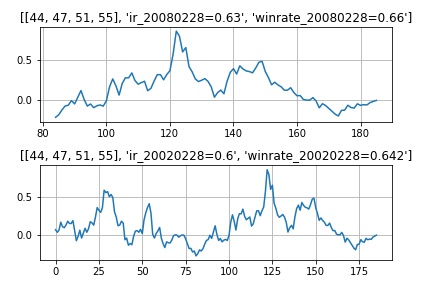 [[44, 47, 51, 55], 'ir_20080228=0.63', 'winrate_20080228=0.66']
0.5
0.0
80 100 120 140 160 180
[[44, 47, 51, 55], 'ir_20020228=0.6', 'winrate_20020228=0.642']
0.5
0.0
0 25 50 75 100 125 150 175